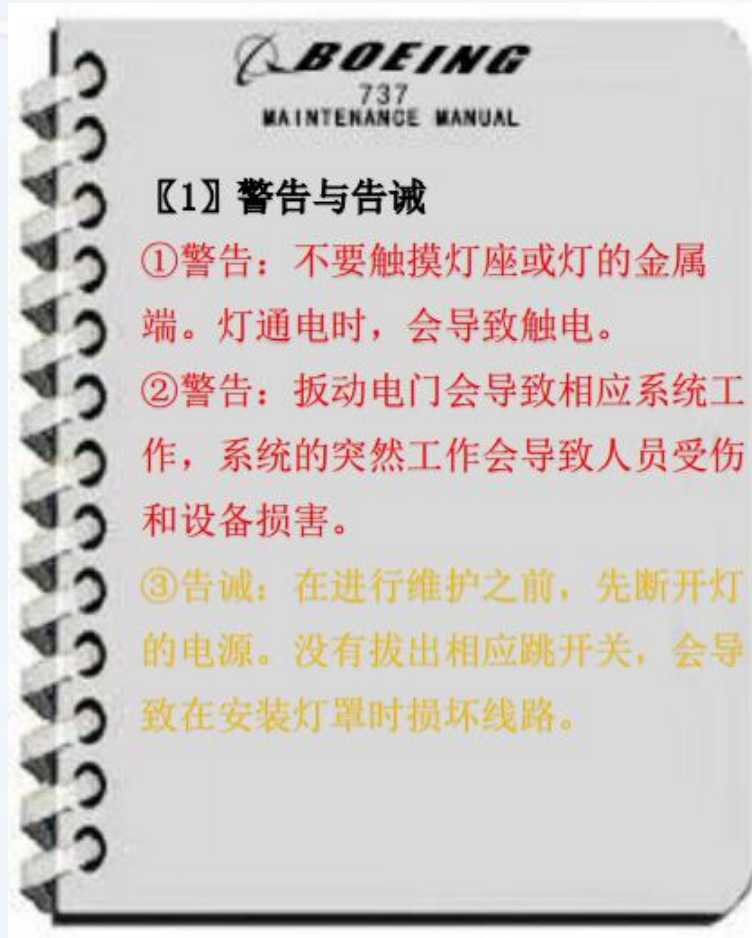 BOEING
737
MAINTENANCE MANUAL
〖1〗警告与告诫
①警告：不要触摸灯座或灯的金属
端。灯通电时，会导致触电。
②警告：扳动电门会导致相应系统工
作，系统的突然工作会导致人员受伤
和设备损害。
③告诫：在进行维护之前，先断开灯
的电源。没有拔出相应跳开关，会导
致在安装灯罩时损坏线路。